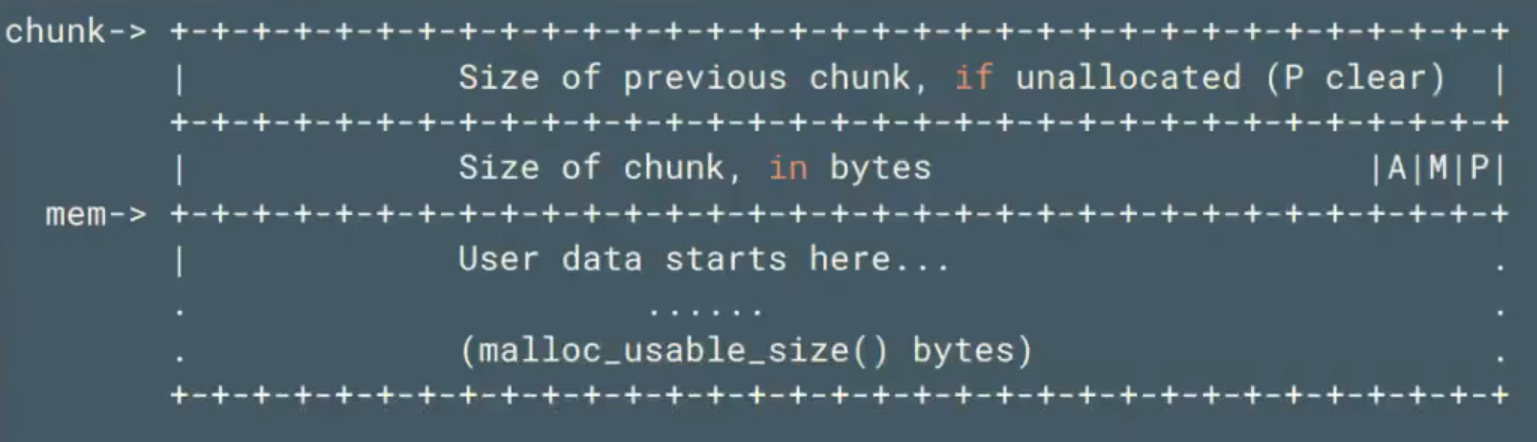 chunk-> +-+-+-+-+-+-+-+-+-+-+-+-+-+-+-+-+-+-+-+-+-+-+-+-+-+-+-+-+-+-+-+-+
| Size of previous chunk, if unallocated (P clear) |
+-+-+-+-+-+-+-+-+-+-+-+-+-+-+-+-+-+-+-+-+-+-+-+-+-+-+-+-+-+-+-+-+
| Size of chunk, in bytes |A|M|P|
mem-> +-+-+-+-+-+-+-+-+-+-+-+-+-+-+-+-+-+-+-+-+-+-+-+-+-+-+-+-+-+-+-+-+
| User data starts here... .
. ...... .
. (malloc_usable_size() bytes) .
+-+-+-+-+-+-+-+-+-+-+-+-+-+-+-+-+-+-+-+-+-+-+-+-+-+-+-+-+-+-+-+-+